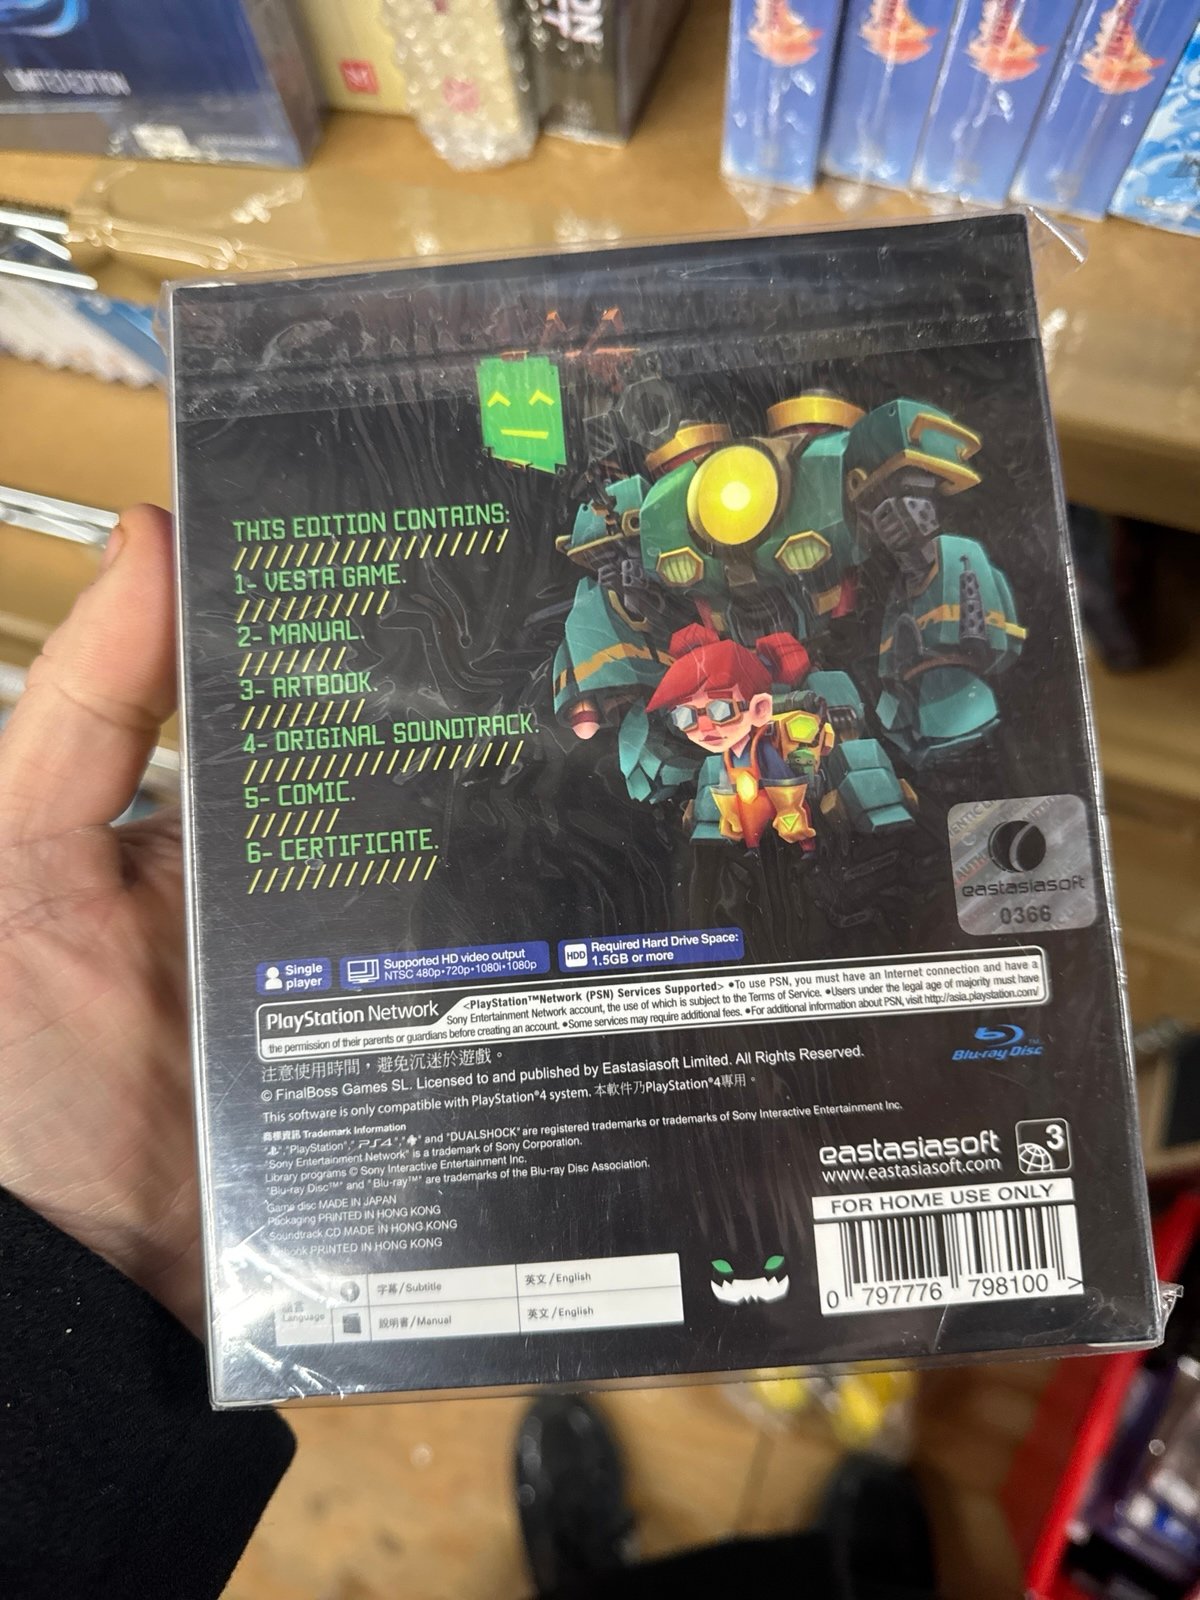 LIMITED EDITION
THIS EDITION CONTAINS:
1- VESTA GAME.
2- MANUAL.
3- ARTBOOK.
4- ORIGINAL SOUNDTRACK.
5- COMIC.
6- CERTIFICATE.
eastasiasoft
0366
Single
player
Supported HD video output
NTSC 480p•720p•1080i•1080p
HDD
Required Hard Drive Space:
1.5GB or more
PlayStation Network
<PlayStation™Network (PSN) Services Supported> •To use PSN, you must have an Internet connection and have a
Sony Entertainment Network account, the use of which is subject to the Terms of Service. •Users under the legal age of majority must have
the permission of their parents or guardians before creating an account. •Some services may require additional fees. •For additional information about PSN, visit http://asia.playstation.com/
注意使用時間，避免沉迷於遊戲。
© FinalBoss Games SL. Licensed to and published by Eastasiasoft Limited. All Rights Reserved.
This software is only compatible with PlayStation®4 system. 本軟件乃PlayStation®4專用。
Blu-ray Disc™
商標資訊 Trademark Information
"PlayStation", "PS4", and "DUALSHOCK" are registered trademarks or trademarks of Sony Interactive Entertainment Inc.
"Sony Entertainment Network" is a trademark of Sony Corporation.
Library programs © Sony Interactive Entertainment Inc.
"Blu-ray Disc™" and "Blu-ray™" are trademarks of the Blu-ray Disc Association.
Game disc MADE IN JAPAN
Packaging PRINTED IN HONG KONG
Soundtrack CD MADE IN HONG KONG
PRINTED IN HONG KONG
eastasiasoft
www.eastasiasoft.com
3
FOR HOME USE ONLY
0 797776 798100 >
Language
字幕/Subtitle
英文/English
說明書/Manual
英文/English